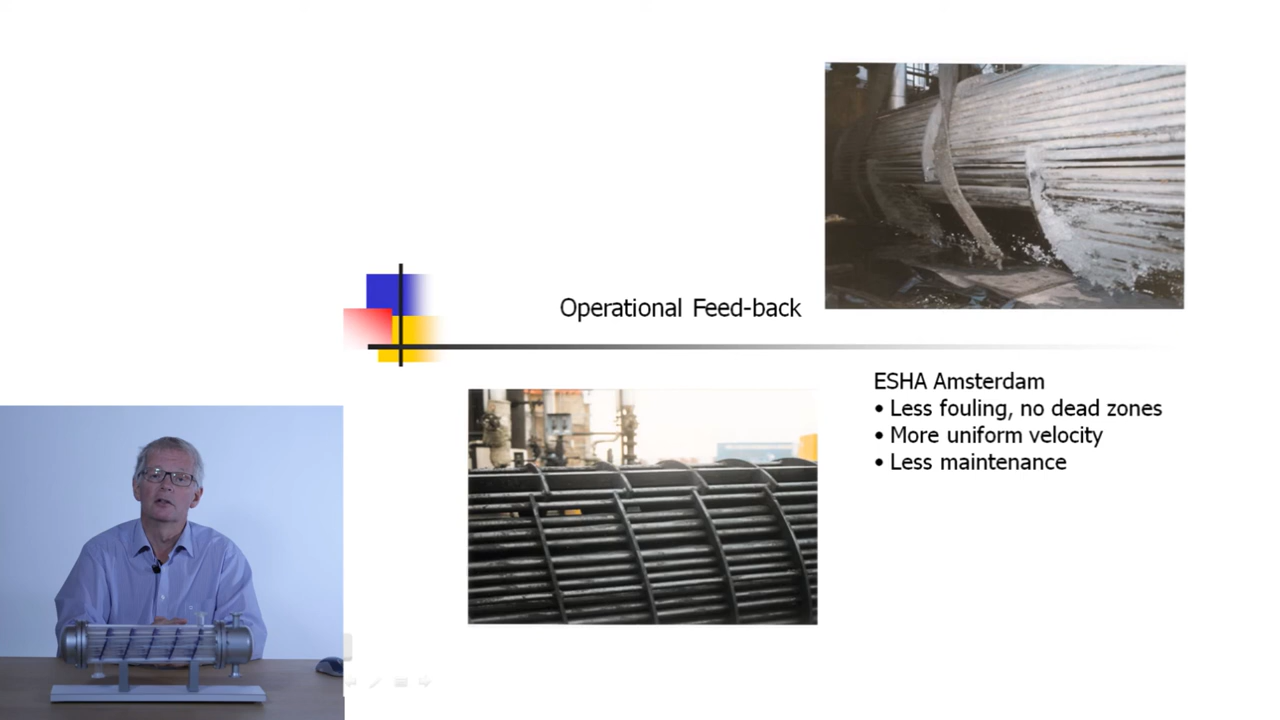 Operational Feed-back
ESHA Amsterdam
• Less fouling, no dead zones
• More uniform velocity
• Less maintenance